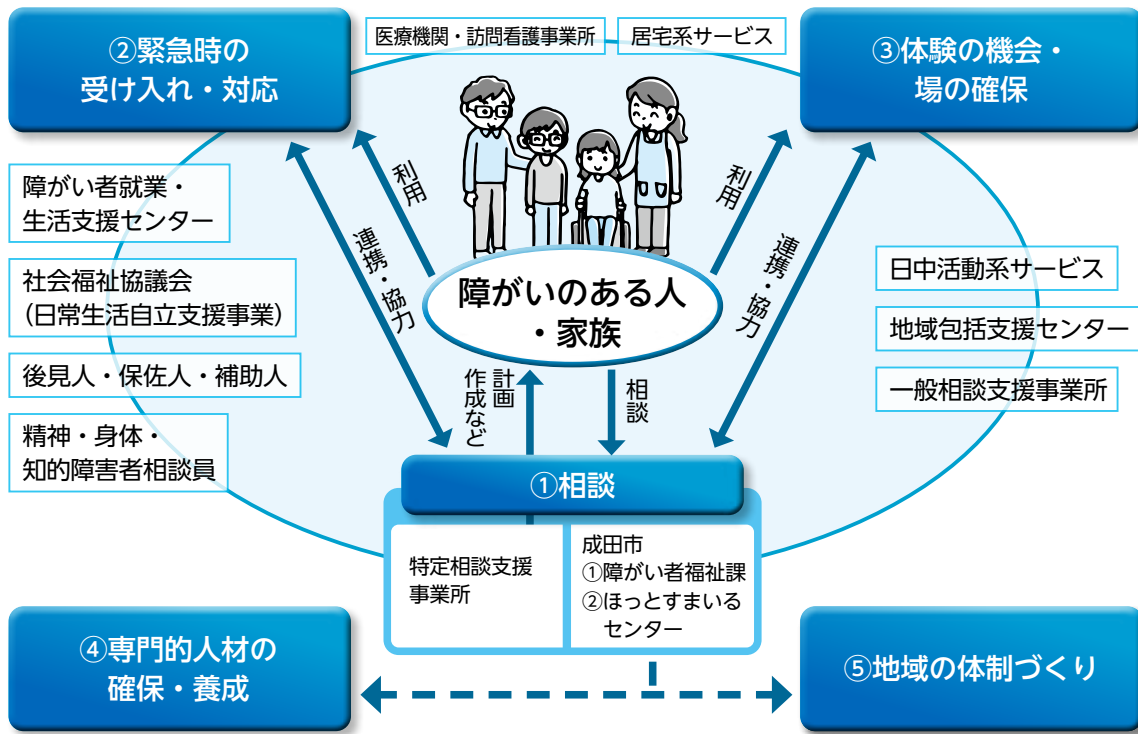 ②緊急時の
受け入れ・対応
医療機関・訪問看護事業所
居宅系サービス
③体験の機会・
場の確保
障がい者就業・
生活支援センター
社会福祉協議会
（日常生活自立支援事業）
後見人・保佐人・補助人
精神・身体・
知的障害者相談員
利用
連携・協力
利用
連携・協力
障がいのある人
・家族
日中活動系サービス
地域包括支援センター
一般相談支援事業所
計画
作成など
相談
①相談
特定相談支援
事業所
成田市
①障がい者福祉課
②ほっとすまいる
センター
④専門的人材の
確保・養成
⑤地域の体制づくり